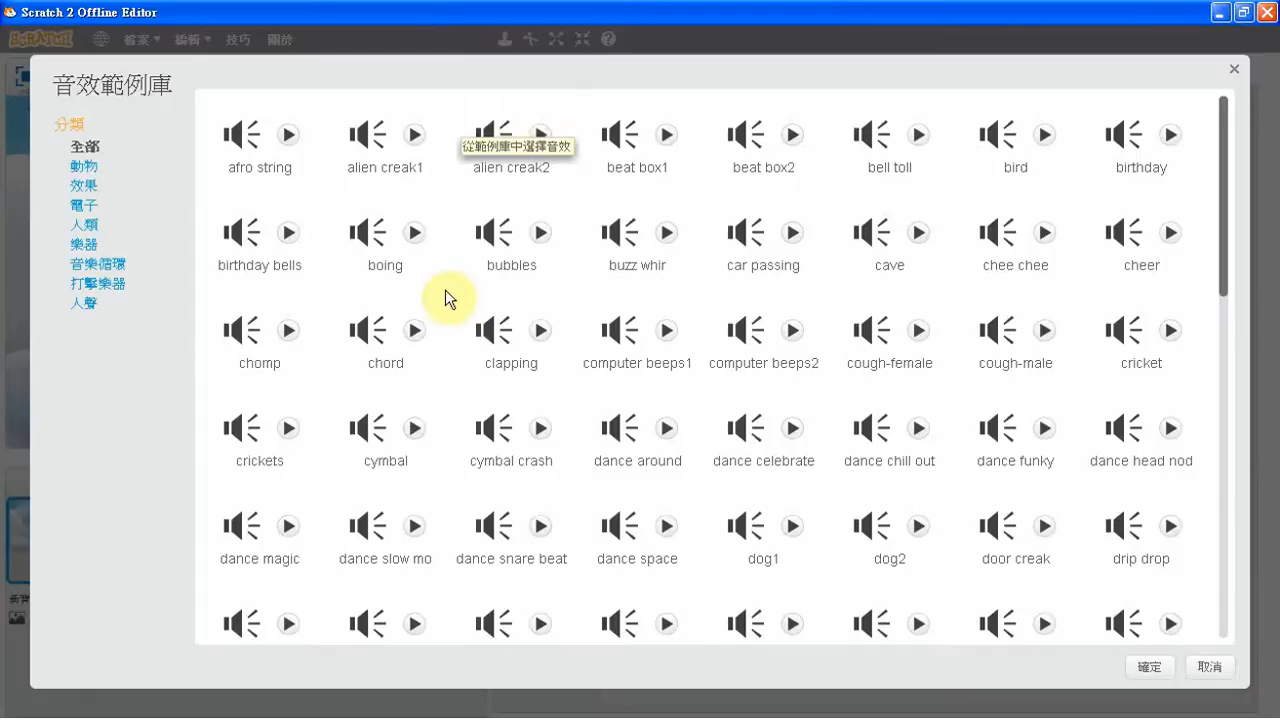 Scratch 2 Offline Editor
SCRATCH 檔案 編輯 技巧 關於
音效範例庫
分類
全部
動物
效果
電子
人類
樂器
音樂循環
打擊樂器
人聲
從範例庫中選擇音效
afro string alien creak1 alien creak2 beat box1 beat box2 bell toll bird birthday
birthday bells boing bubbles buzz whir car passing cave chee chee cheer
chomp chord clapping computer beeps1 computer beeps2 cough-female cough-male cricket
crickets cymbal cymbal crash dance around dance celebrate dance chill out dance funky dance head nod
dance magic dance slow mo dance snare beat dance space dog1 dog2 door creak drip drop
確定 取消